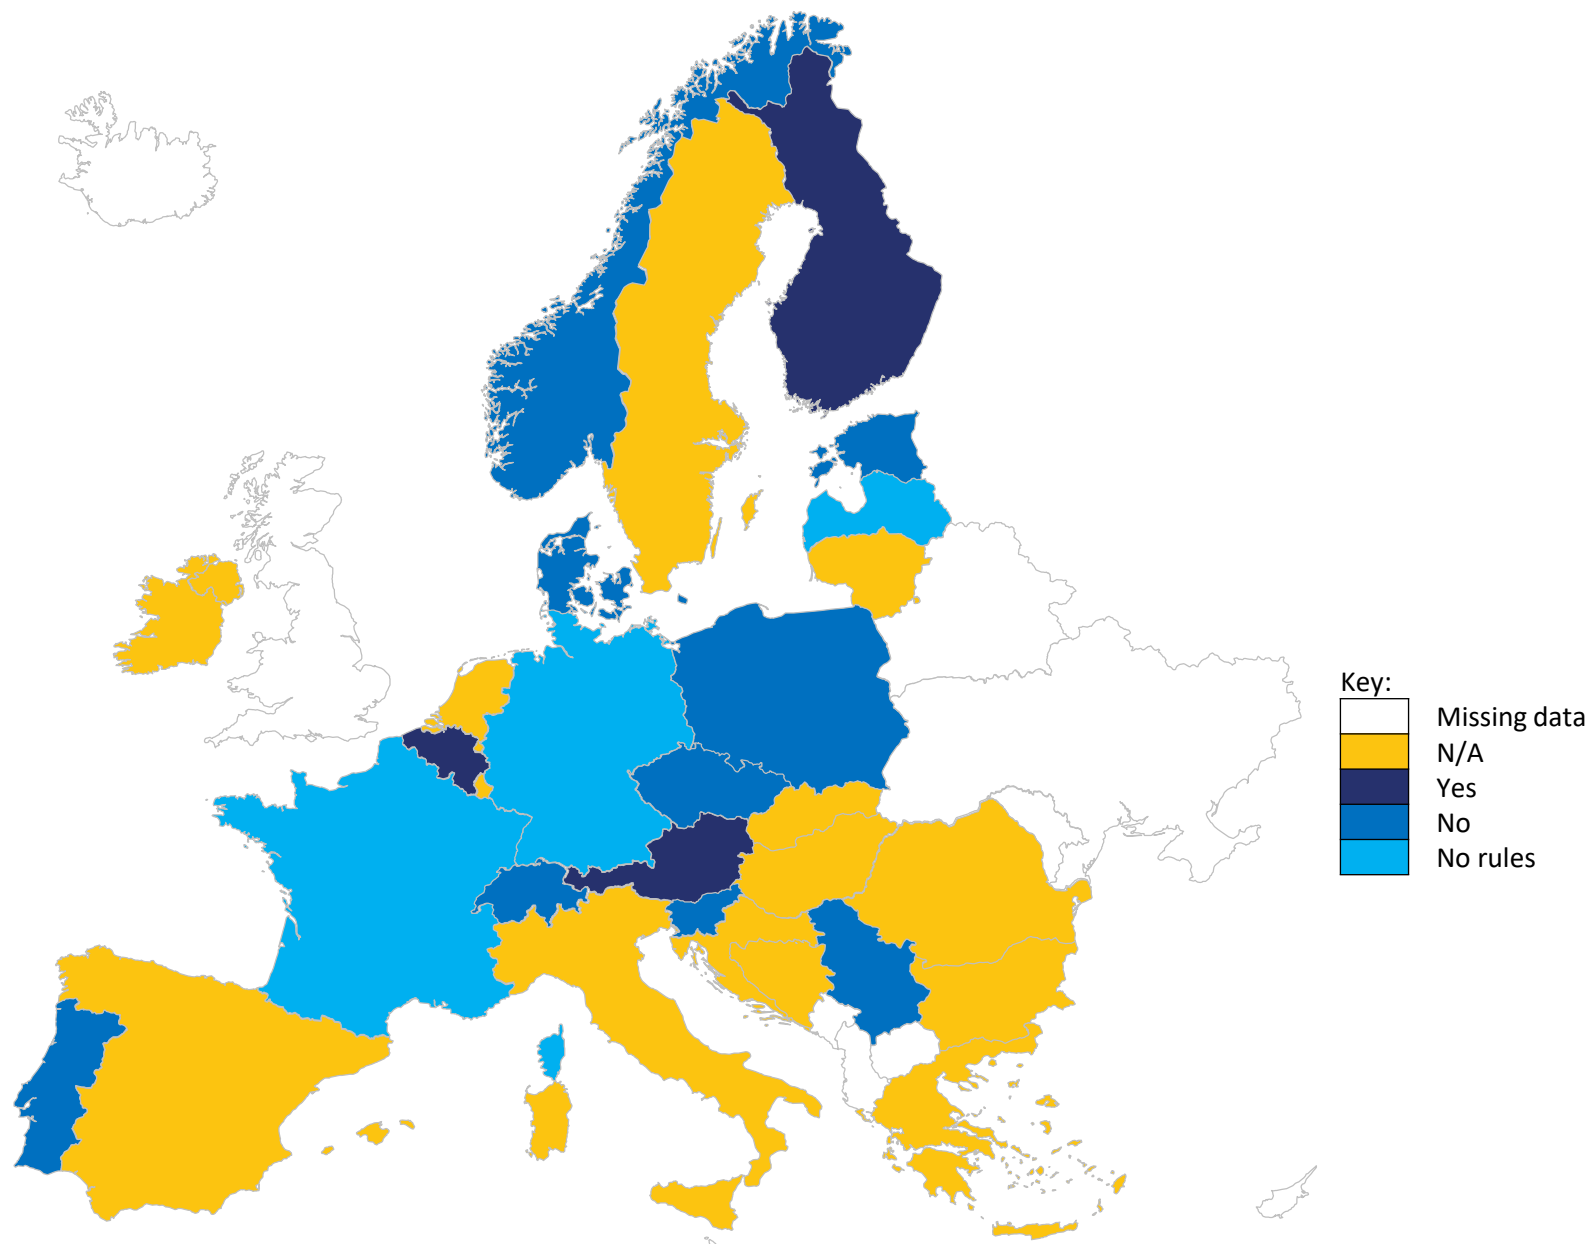 Key:
Missing data
N/A
Yes
No
No rules